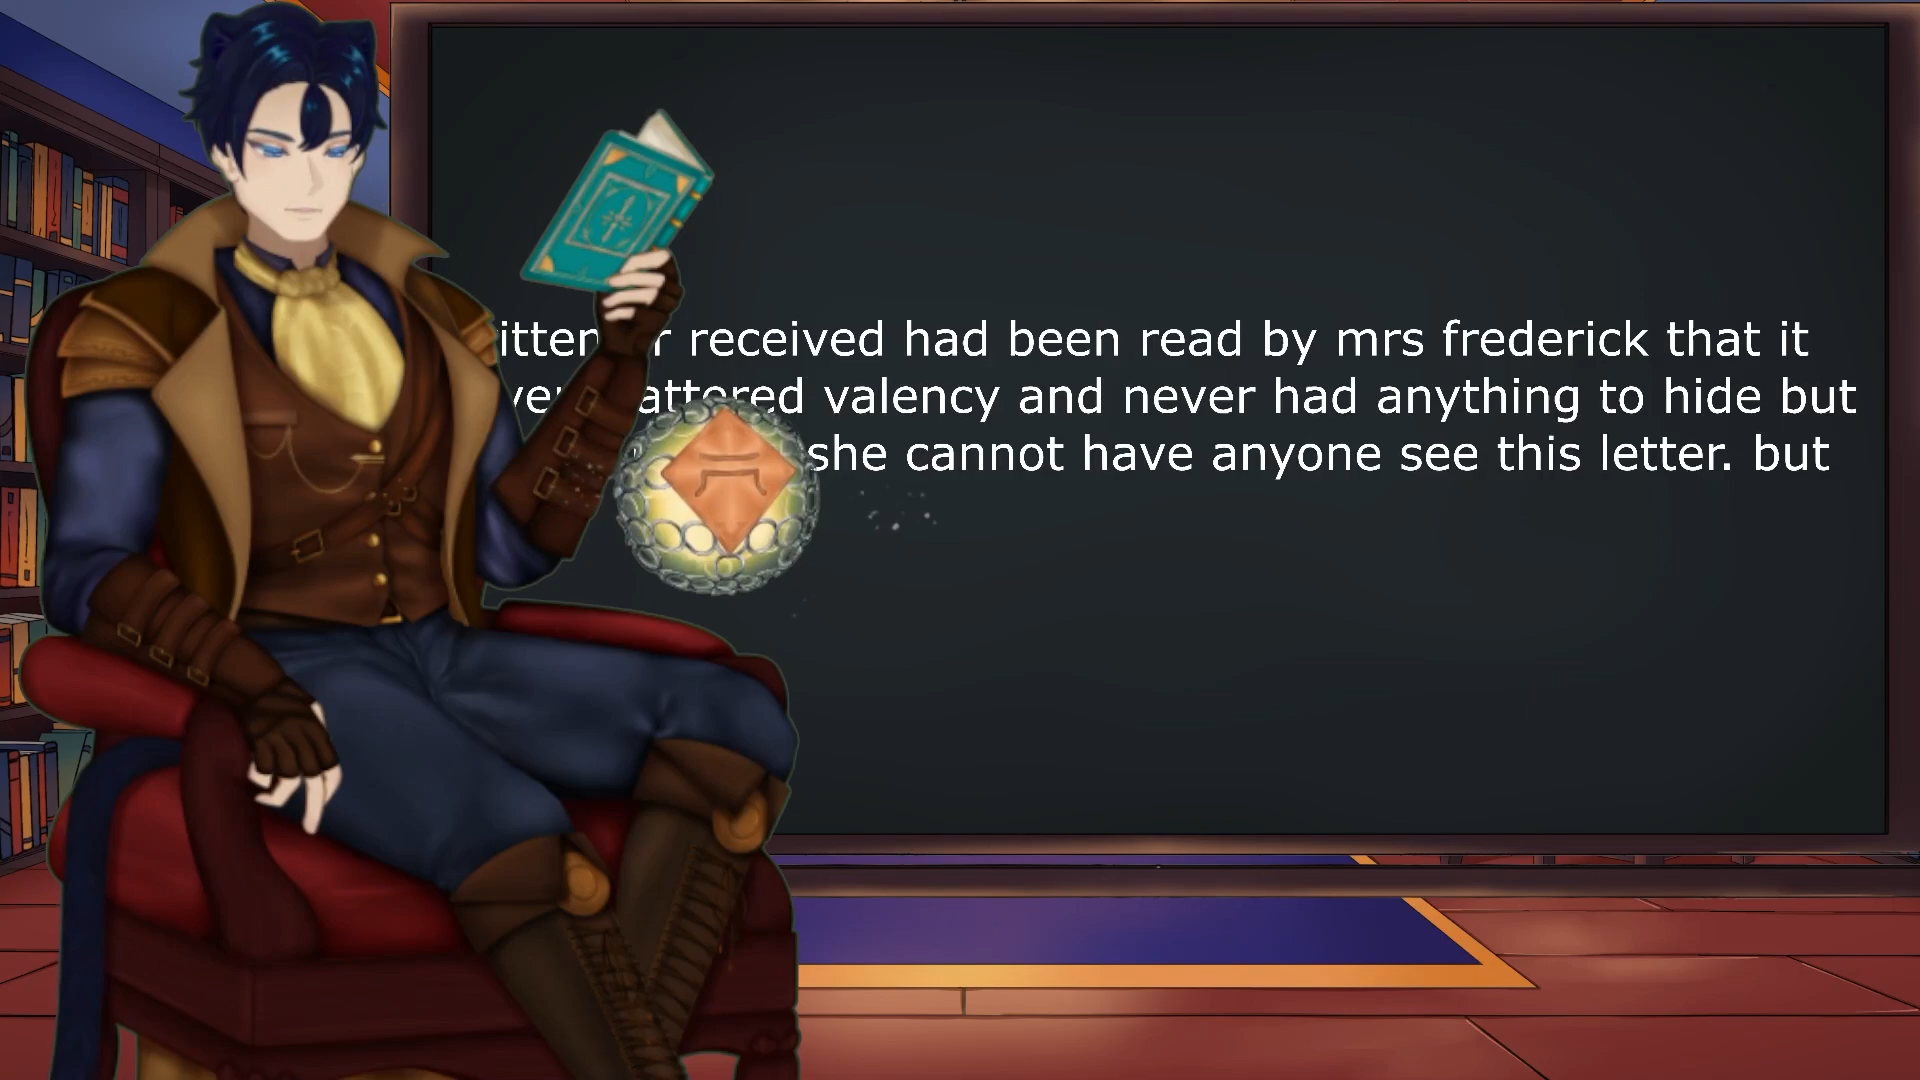 received had been read by mrs frederick that it
valency and never had anything to hide but
she cannot have anyone see this letter. but